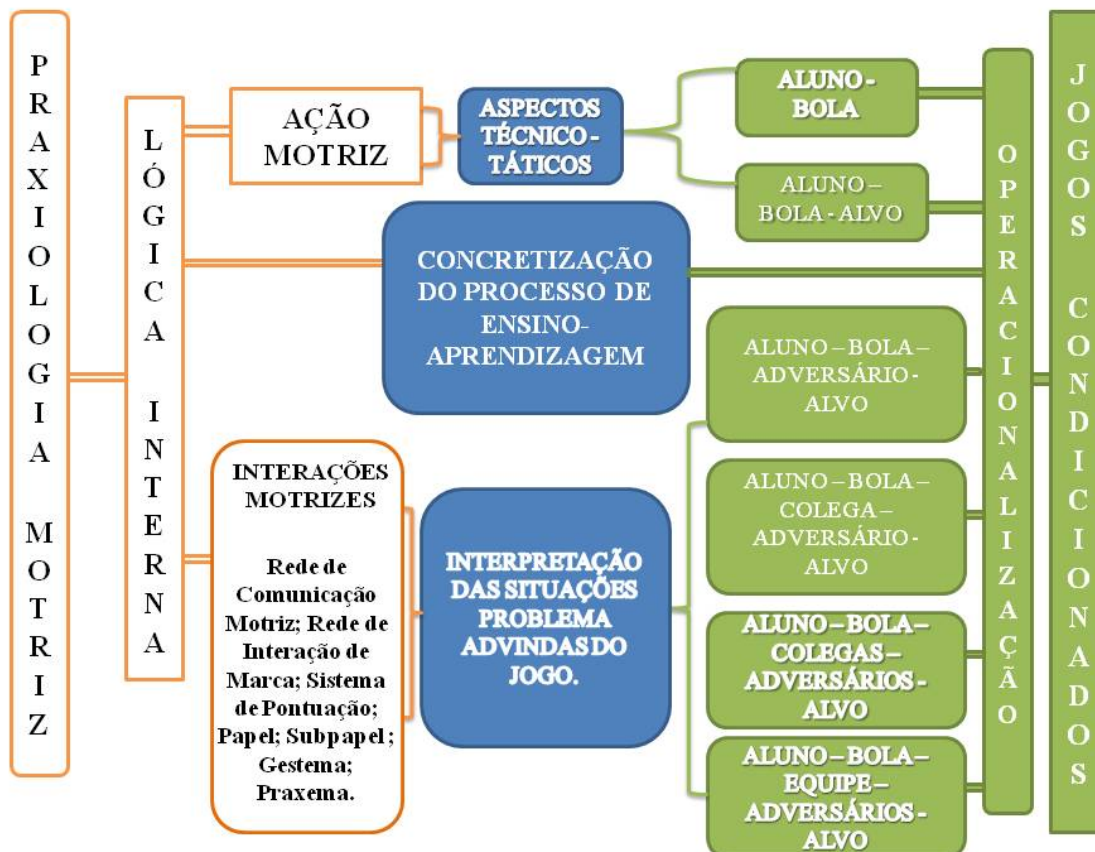 PRAXIOLOGIA MOTRIZ
LÓGICA INTERNA
AÇÃO
MOTRIZ
ASPECTOS
TÉCNICO -
TÁTICOS
ALUNO -
BOLA
ALUNO –
BOLA - ALVO
CONCRETIZAÇÃO
DO PROCESSO DE
ENSINO-
APRENDIZAGEM
INTERAÇÕES
MOTRIZES
Rede de
Comunicação
Motriz; Rede de
Interação de
Marca; Sistema
de Pontuação;
Papel; Subpapel ;
Gestema;
Praxema.
INTERPRETAÇÃO
DAS SITUAÇÕES
PROBLEMA
ADVINDAS DO
JOGO.
ALUNO – BOLA –
ADVERSÁRIO -
ALVO
ALUNO – BOLA –
COLEGA –
ADVERSÁRIO -
ALVO
ALUNO – BOLA –
COLEGAS –
ADVERSÁRIOS -
ALVO
ALUNO – BOLA –
EQUIPE –
ADVERSÁRIOS -
ALVO
OPERACIONALIZAÇÃO
JOGOS CONDICIONADOS